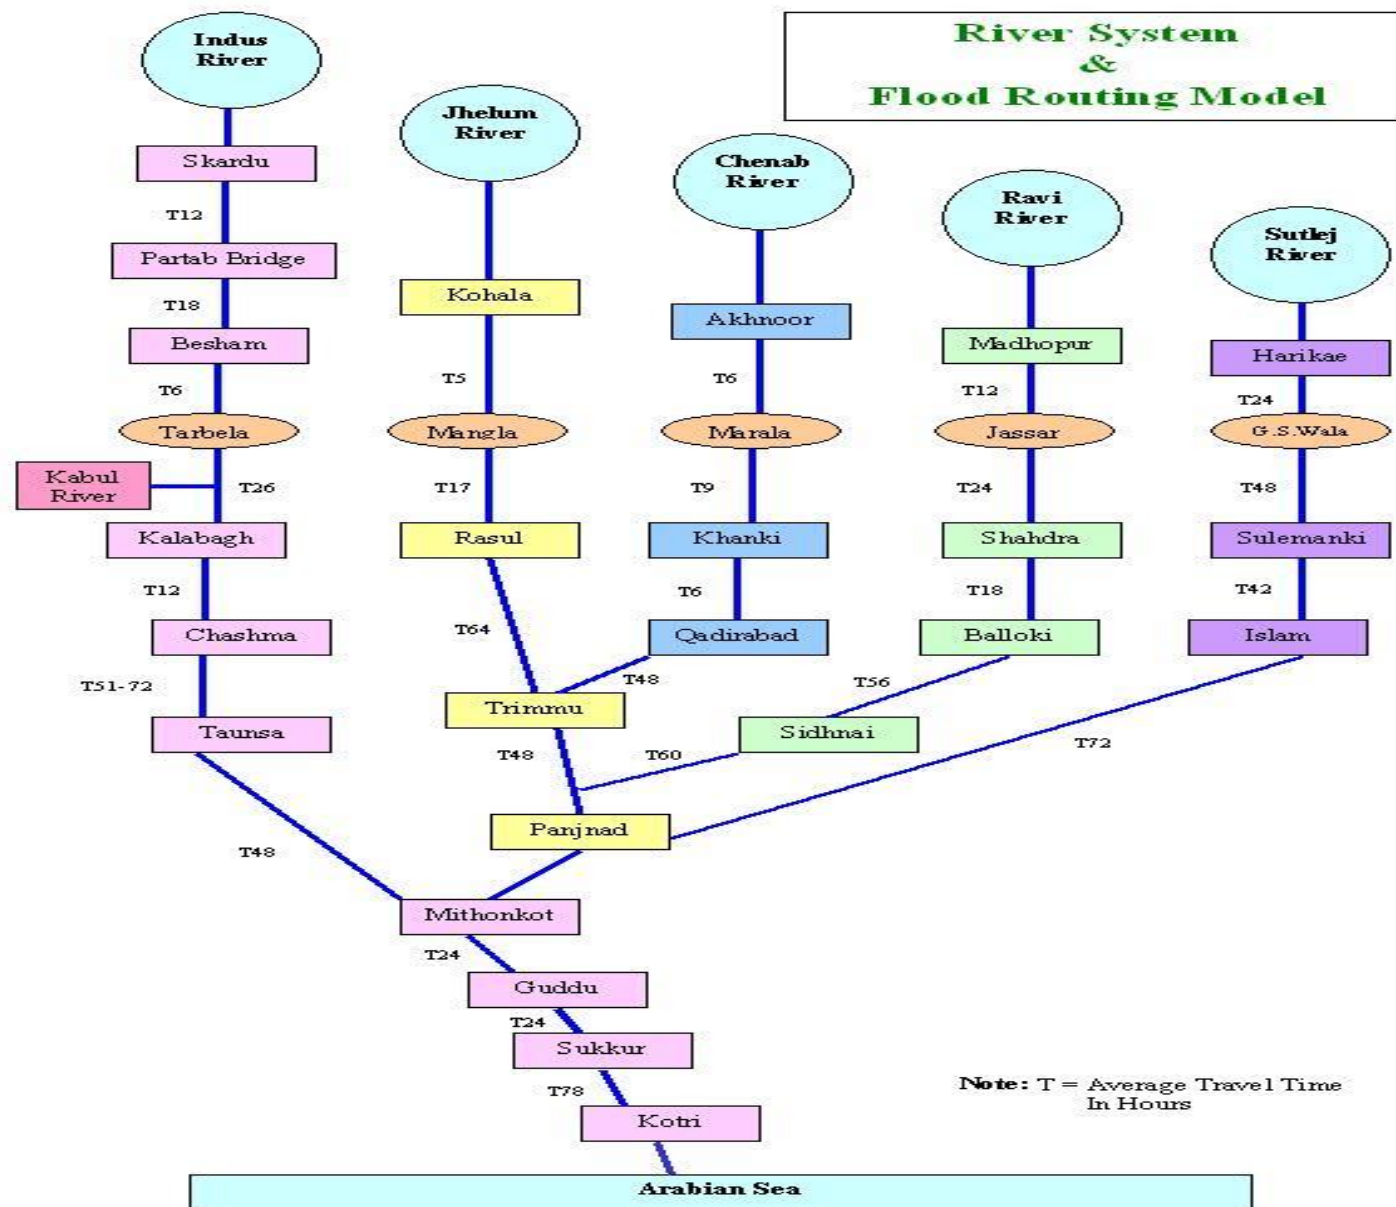 River System
&
Flood Routing Model
Indus
River
Jhelum
River
Chenab
River
Ravi
River
Sutlej
River
Skardu
T12
Partab Bridge
T18
Besham
T6
Tarbela
Kabul
River
T26
Kalabagh
T12
Chashma
T51-72
Taunsa
T48
Kohala
T5
Mangla
T17
Rasul
T64
Trimmu
T48
Panjnad
Akhnoor
T6
Marala
T9
Khanki
T6
Qadirabad
T48
Madhopur
T12
Jassar
T24
Shahdra
T18
Balloki
T56
Sidhnai
T60
Harikae
T24
G.S.Wala
T48
Sulemanki
T42
Islam
T72
Mithonkot
T24
Guddu
T24
Sukkur
T78
Kotri
Note: T = Average Travel Time
In Hours
Arabian Sea